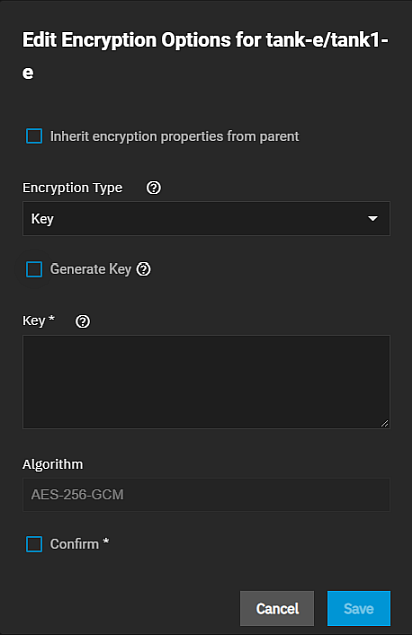 Edit Encryption Options for tank-e/tank1-
e
Inherit encryption properties from parent
Encryption Type
Key
Generate Key
Key *
Algorithm
AES-256-GCM
Confirm *
Cancel Save